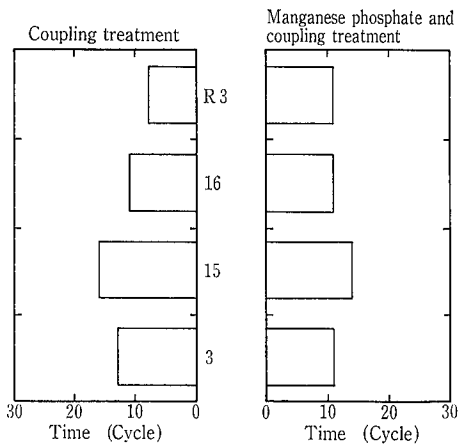 Coupling treatment
Manganese phosphate and
coupling treatment
R 3
16
15
3
30 20 10 0
0 10 20 30
Time (Cycle)
Time (Cycle)